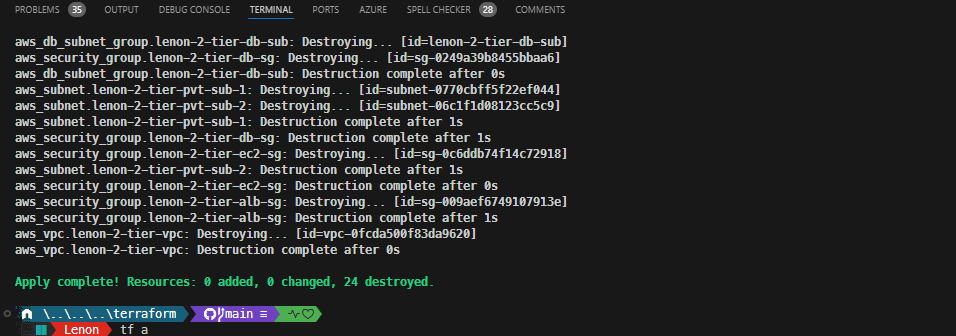 PROBLEMS 35 OUTPUT DEBUG CONSOLE TERMINAL PORTS AZURE SPELL CHECKER 28 COMMENTS
aws_db_subnet_group.lenon-2-tier-db-sub: Destroying... [id=lenon-2-tier-db-sub]
aws_security_group.lenon-2-tier-db-sg: Destroying... [id=sg-0249a39b8455bbaa6]
aws_db_subnet_group.lenon-2-tier-db-sub: Destruction complete after 0s
aws_subnet.lenon-2-tier-pvt-sub-1: Destroying... [id=subnet-0770cbff5f22ef044]
aws_subnet.lenon-2-tier-pvt-sub-2: Destroying... [id=subnet-06c1f1d08123cc5c9]
aws_subnet.lenon-2-tier-pvt-sub-1: Destruction complete after 1s
aws_security_group.lenon-2-tier-db-sg: Destruction complete after 1s
aws_security_group.lenon-2-tier-ec2-sg: Destroying... [id=sg-0c6ddb74f14c72918]
aws_subnet.lenon-2-tier-pvt-sub-2: Destruction complete after 1s
aws_security_group.lenon-2-tier-ec2-sg: Destruction complete after 0s
aws_security_group.lenon-2-tier-alb-sg: Destroying... [id=sg-009aef6749107913e]
aws_security_group.lenon-2-tier-alb-sg: Destruction complete after 1s
aws_vpc.lenon-2-tier-vpc: Destroying... [id=vpc-0fcda500f83da9620]
aws_vpc.lenon-2-tier-vpc: Destruction complete after 0s
Apply complete! Resources: 0 added, 0 changed, 24 destroyed.
\..\..\..\terraform main ≡
Lenon tf a